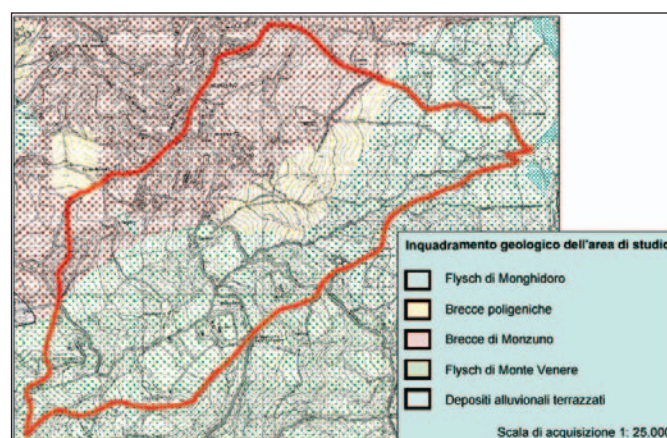 Inquadramento geologico dell'area di studio
Flysch di Monghidoro
Brecce poligeniche
Brecce di Monzuno
Flysch di Monte Venere
Depositi alluvionali terrazzati
Scala di acquisizione 1: 25.000